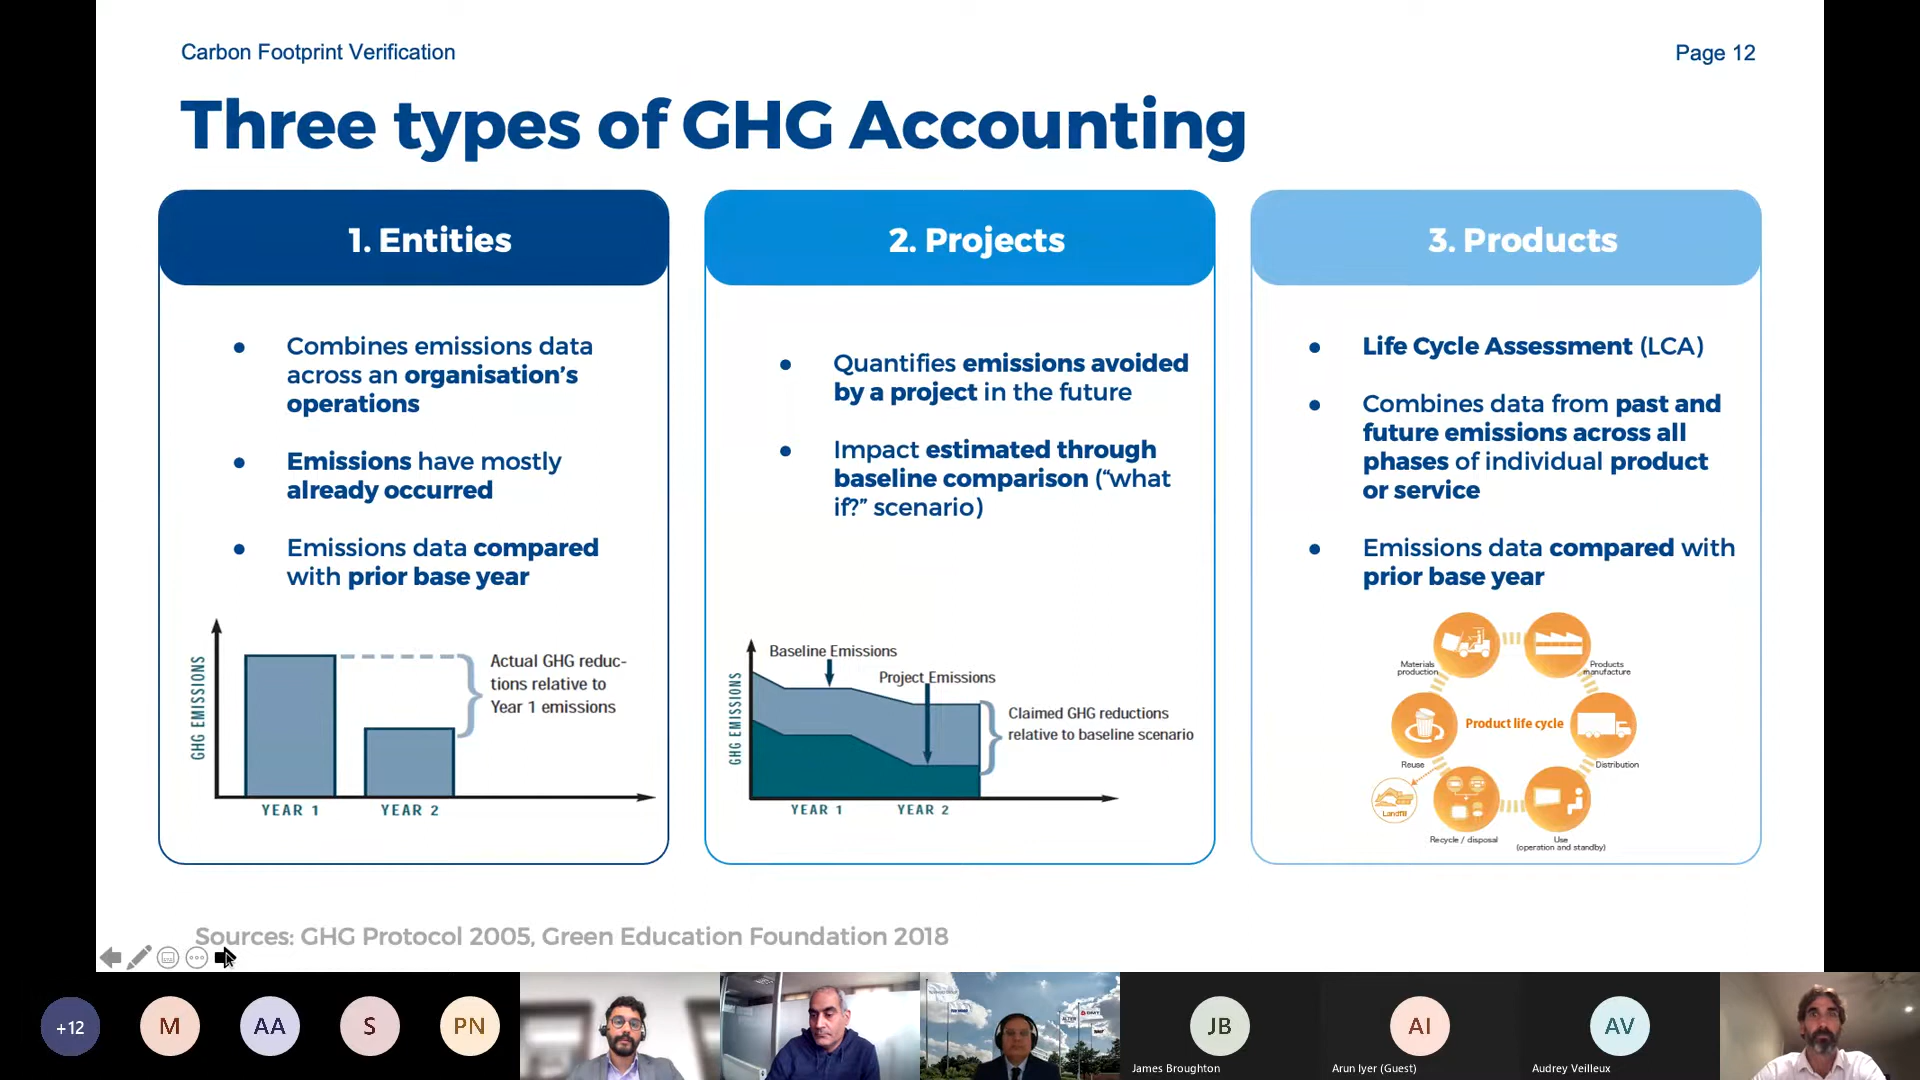 Carbon Footprint Verification
Page 12
Three types of GHG Accounting
1. Entities
● Combines emissions data
across an organisation's
operations
● Emissions have mostly
already occurred
● Emissions data compared
with prior base year
GHG EMISSIONS
Actual GHG reduc-
tions relative to
Year 1 emissions
YEAR 1
YEAR 2
2. Projects
● Quantifies emissions avoided
by a project in the future
● Impact estimated through
baseline comparison (“what
if?” scenario)
GHG EMISSIONS
Baseline Emissions
Project Emissions
Claimed GHG reductions
relative to baseline scenario
YEAR 1
YEAR 2
3. Products
● Life Cycle Assessment (LCA)
● Combines data from past and
future emissions across all
phases of individual product
or service
● Emissions data compared with
prior base year
Materials
production
Products
manufacture
Product life cycle
Reuse
Distribution
Landfill
Recycle / disposal
Use
(operation and standby)
Sources: GHG Protocol 2005, Green Education Foundation 2018
+12
M
AA
S
PN
JB
James Broughton
AI
Arun Iyer (Guest)
AV
Audrey Veilleux